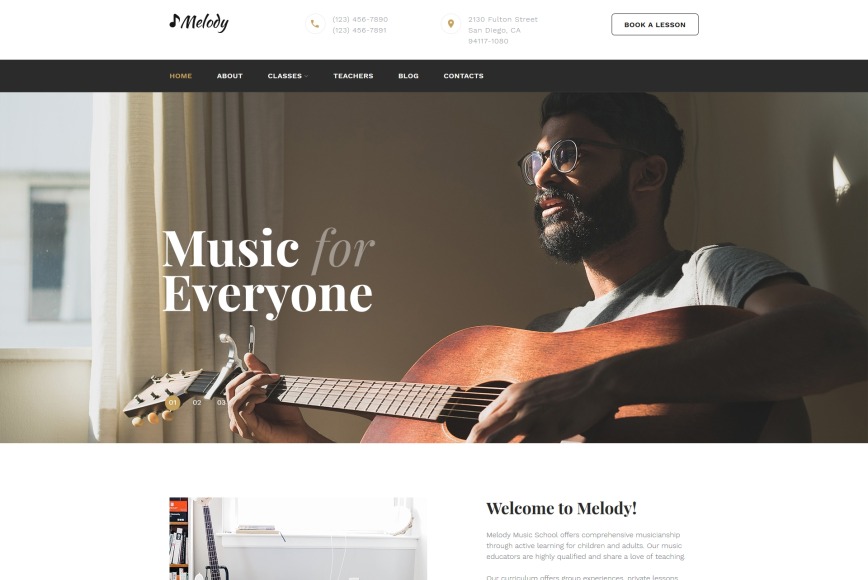 Melody
(123) 456-7890
(123) 456-7891
2130 Fulton Street
San Diego, CA
94117-1080
BOOK A LESSON
HOME ABOUT CLASSES TEACHERS BLOG CONTACTS
Music for
Everyone
01 02 03
Welcome to Melody!
Melody Music School offers comprehensive musicianship
through active learning for children and adults. Our music
educators are highly qualified and share a love of teaching.
Our curriculum offers group experiences, private lessons,